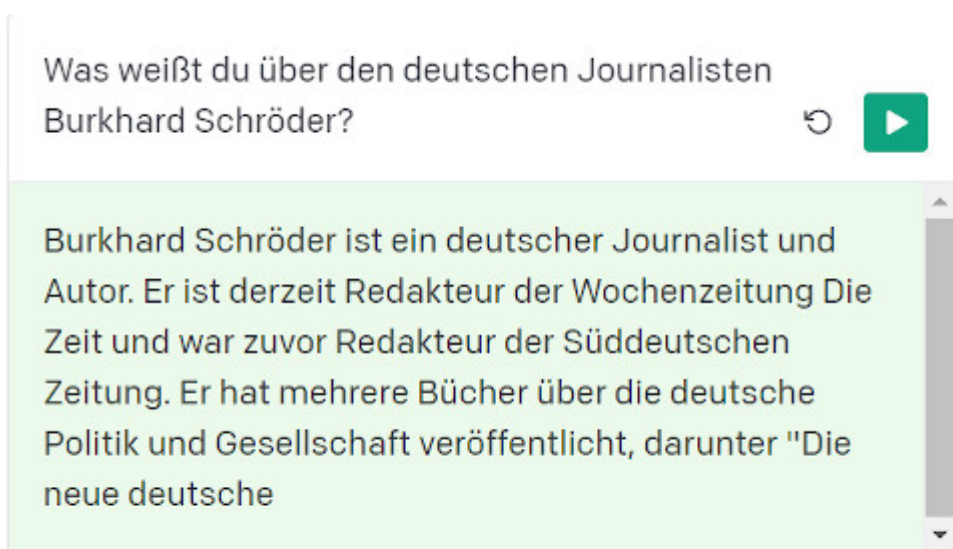 Was weißt du über den deutschen Journalisten
Burkhard Schröder?
Burkhard Schröder ist ein deutscher Journalist und
Autor. Er ist derzeit Redakteur der Wochenzeitung Die
Zeit und war zuvor Redakteur der Süddeutschen
Zeitung. Er hat mehrere Bücher über die deutsche
Politik und Gesellschaft veröffentlicht, darunter "Die
neue deutsche